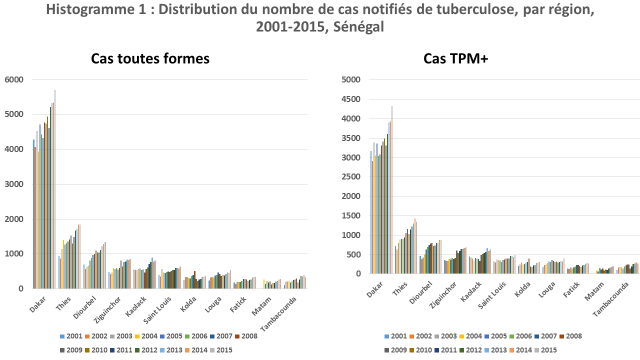 Histogramme 1 : Distribution du nombre de cas notifiés de tuberculose, par région,
2001-2015, Sénégal
Cas toutes formes
6000
5000
4000
3000
2000
1000
0
Dakar
Thies
Diourbel
Ziguinchor
Kaolack
Saint Louis
Kolda
Louga
Fatick
Matam
Tambacounda
2001 2002 2003 2004 2005 2006 2007 2008
2009 2010 2011 2012 2013 2014 2015
Cas TPM+
5000
4500
4000
3500
3000
2500
2000
1500
1000
500
0
Dakar
Thies
Diourbel
Ziguinchor
Kaolack
Saint Louis
Kolda
Louga
Fatick
Matam
Tambacounda
2001 2002 2003 2004 2005 2006 2007 2008
2009 2010 2011 2012 2013 2014 2015